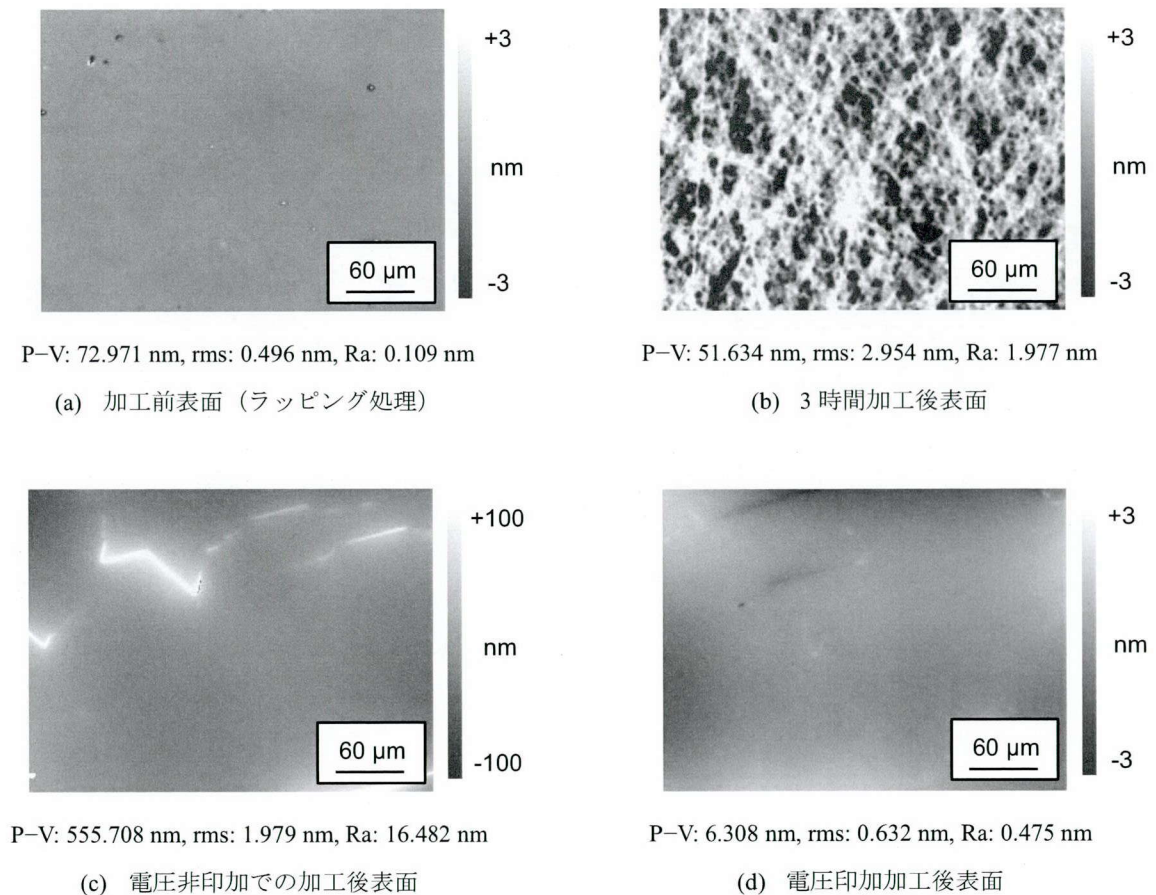 +3
nm
-3
60 μm
P−V: 72.971 nm, rms: 0.496 nm, Ra: 0.109 nm
(a) 加工前表面（ラッピング処理）
+3
nm
-3
60 μm
P−V: 51.634 nm, rms: 2.954 nm, Ra: 1.977 nm
(b) 3 時間加工後表面
+100
nm
-100
60 μm
P−V: 555.708 nm, rms: 1.979 nm, Ra: 16.482 nm
(c) 電圧非印加での加工後表面
+3
nm
-3
60 μm
P−V: 6.308 nm, rms: 0.632 nm, Ra: 0.475 nm
(d) 電圧印加加工後表面